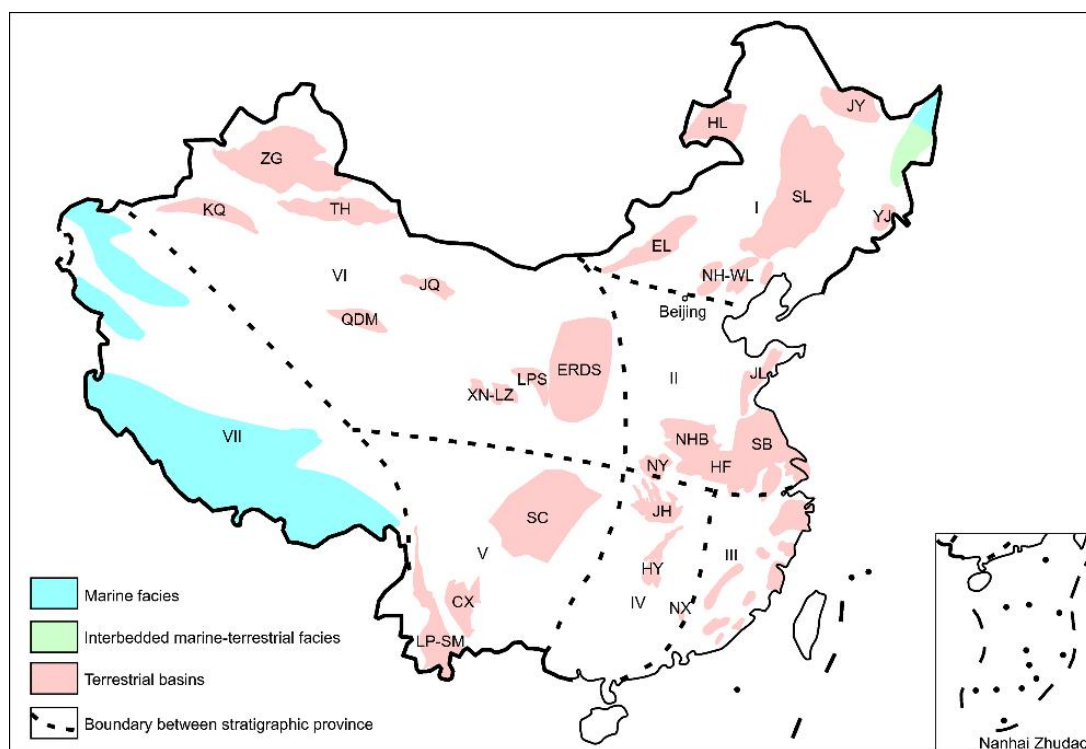 JY
HL
ZG
SL
I
KQ
TH
YJ
EL
VI
JQ
NH-WL
Beijing
QDM
LPS
ERDS
II
JL
XN-LZ
VII
NHB
SB
NY
HF
SC
JH
V
III
HY
CX
IV
NX
LP-SM
Marine facies
Interbedded marine-terrestrial facies
Terrestrial basins
Boundary between stratigraphic province
Nanhai Zhudao